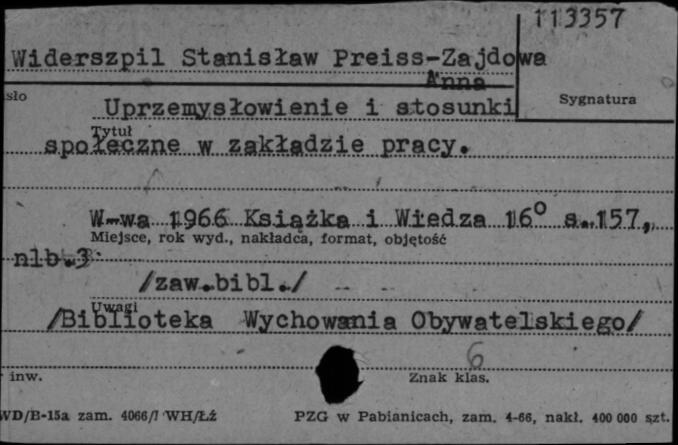 113357
Widerszpil Stanisław Preiss-Zajdowa
Anna
sło
Sygnatura
Uprzemysłowienie i stosunki
Tytuł
społeczne w zakładzie pracy.
W-wa 1966 Książka i Wiedza 16⁰ s.157,
Miejsce, rok wyd., nakładca, format, objętość
nlb.3
/zaw.bibl./
Uwagi
/Biblioteka Wychowania Obywatelskiego/
6
inw.
Znak klas.
WD/B-15a zam. 4066/I WH/Łź
PZG w Pabianicach, zam. 4-66, nakł. 400 000 szt.